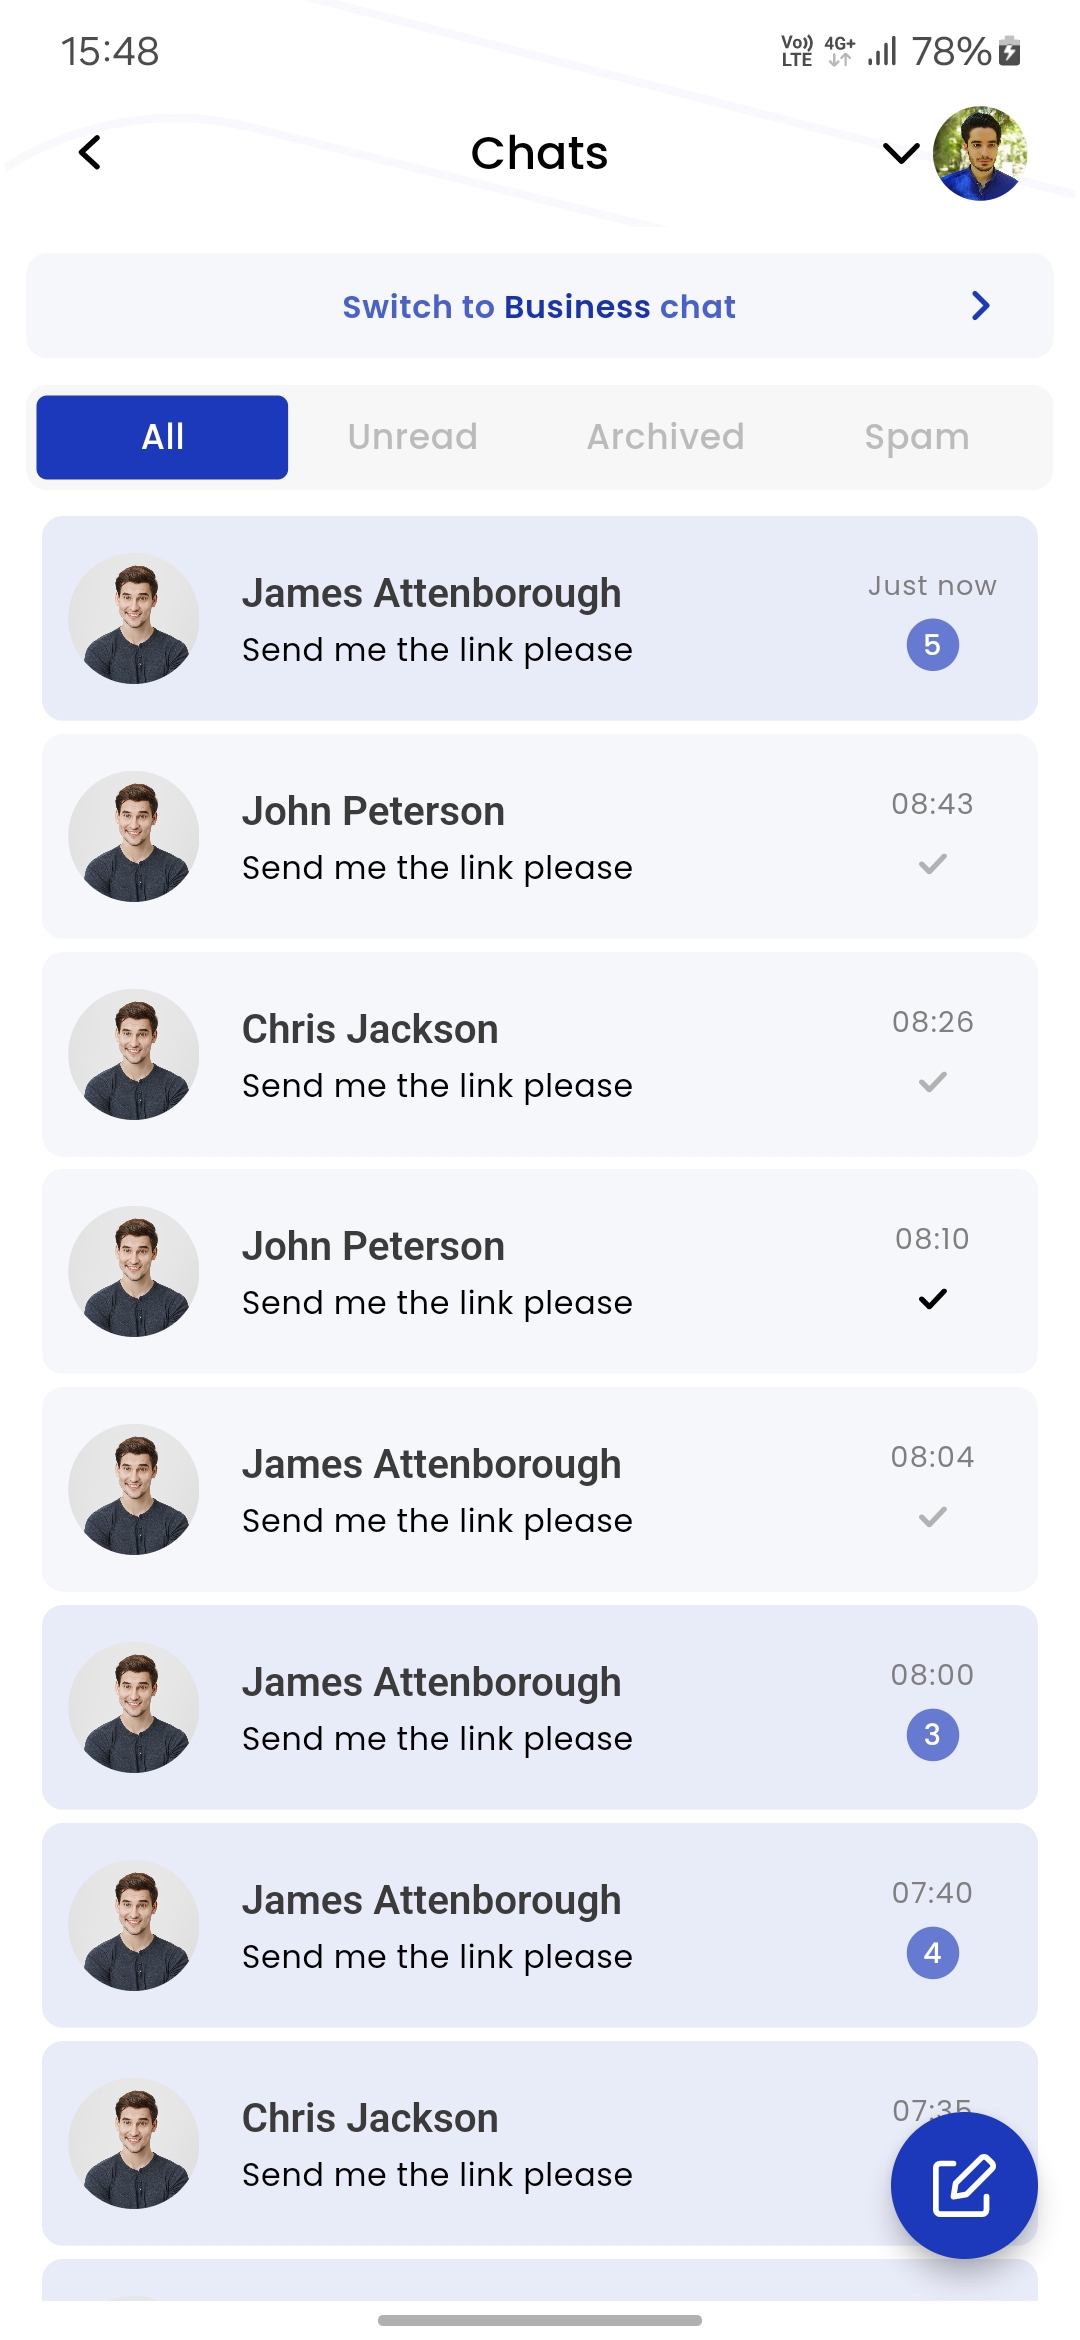 15:48
Vo)) LTE 4G+ 78%
Chats
Switch to Business chat
All Unread Archived Spam
James Attenborough Just now
Send me the link please 5
John Peterson 08:43
Send me the link please
Chris Jackson 08:26
Send me the link please
John Peterson 08:10
Send me the link please
James Attenborough 08:04
Send me the link please
James Attenborough 08:00
Send me the link please 3
James Attenborough 07:40
Send me the link please 4
Chris Jackson 07:35
Send me the link please